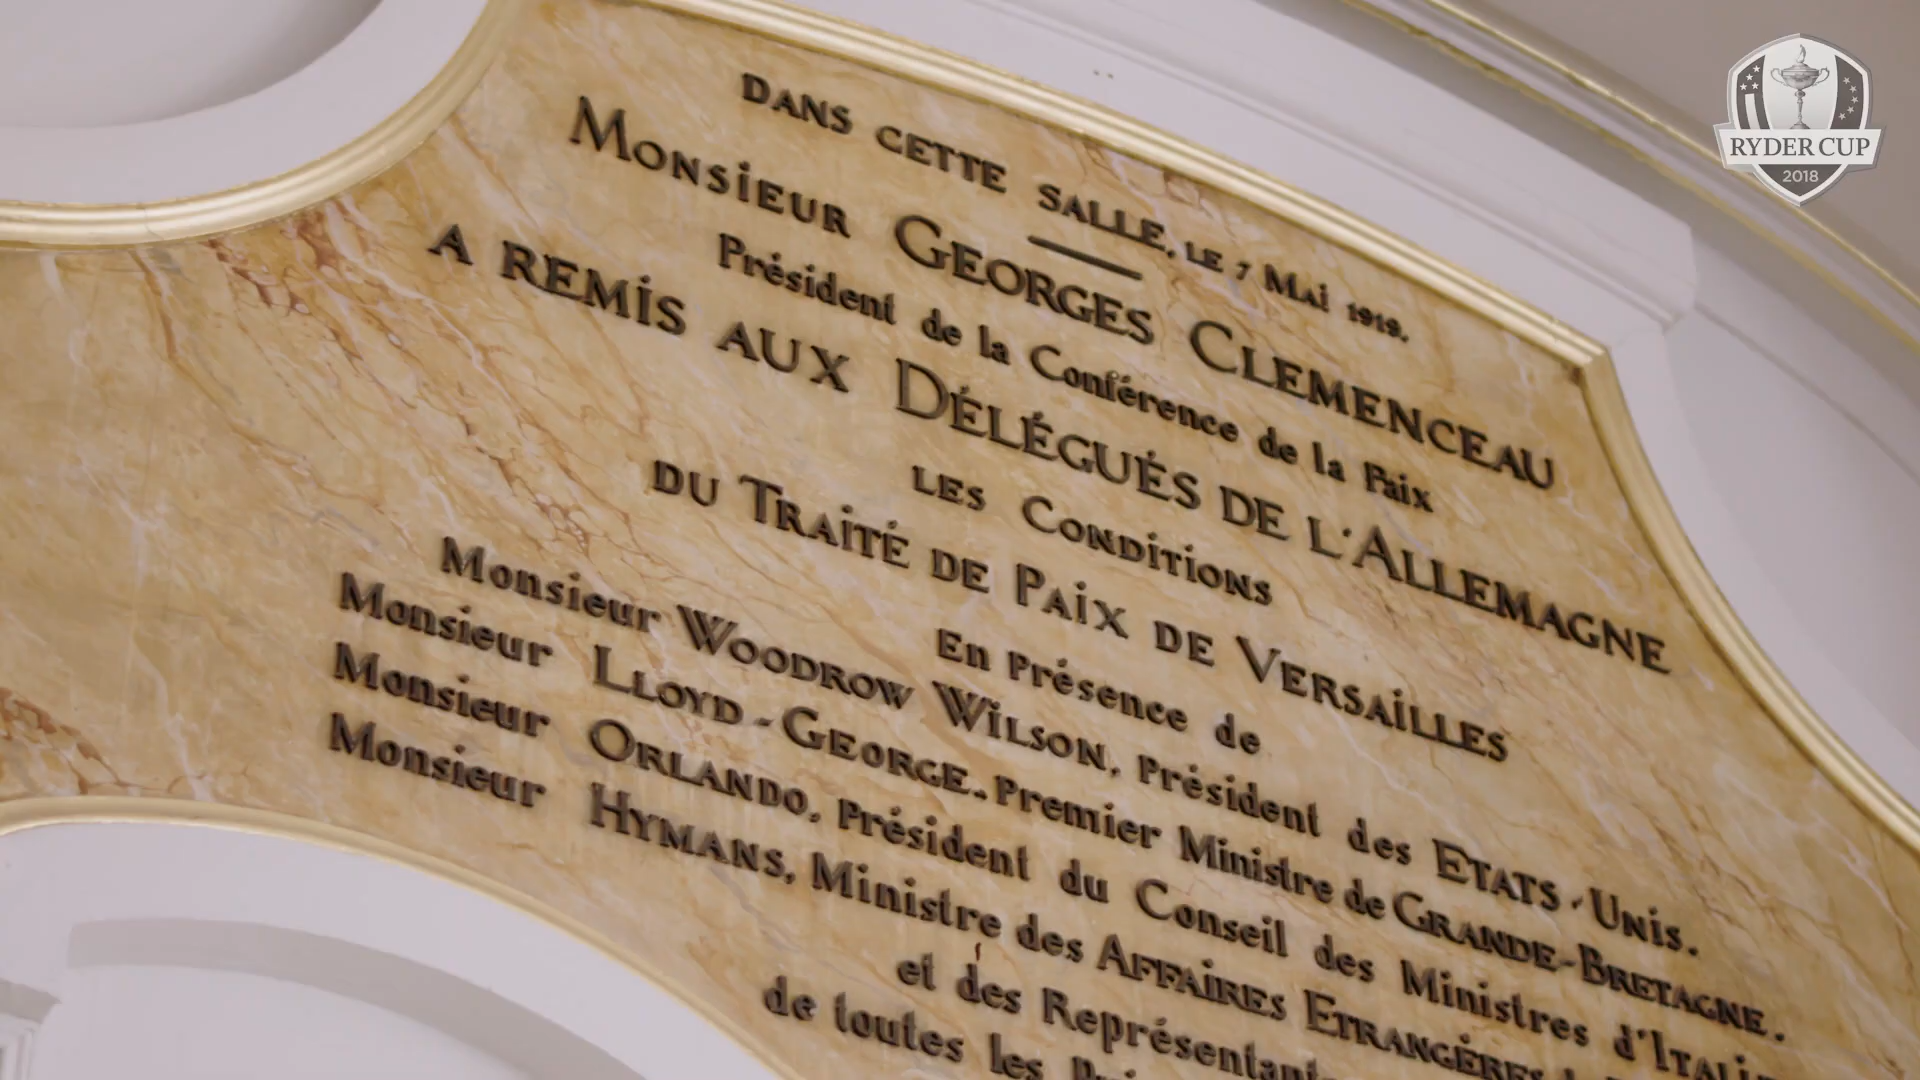 DANS CETTE SALLE, LE 7 MAI 1919,
MONSIEUR GEORGES CLEMENCEAU
Président de la Conférence de la Paix
A REMIS AUX DÉLÉGUÉS DE L'ALLEMAGNE
LES CONDITIONS
DU TRAITÉ DE PAIX DE VERSAILLES
En Présence de
Monsieur WOODROW WILSON, Président des ETATS-UNIS.
Monsieur LLOYD-GEORGE, Premier Ministre de GRANDE-BRETAGNE.
Monsieur ORLANDO, Président du Conseil des Ministres d'ITALI
Monsieur HYMANS, Ministre des AFFAIRES ETRANGÈRES
et des Représentant
de toutes les
RYDER CUP
2018